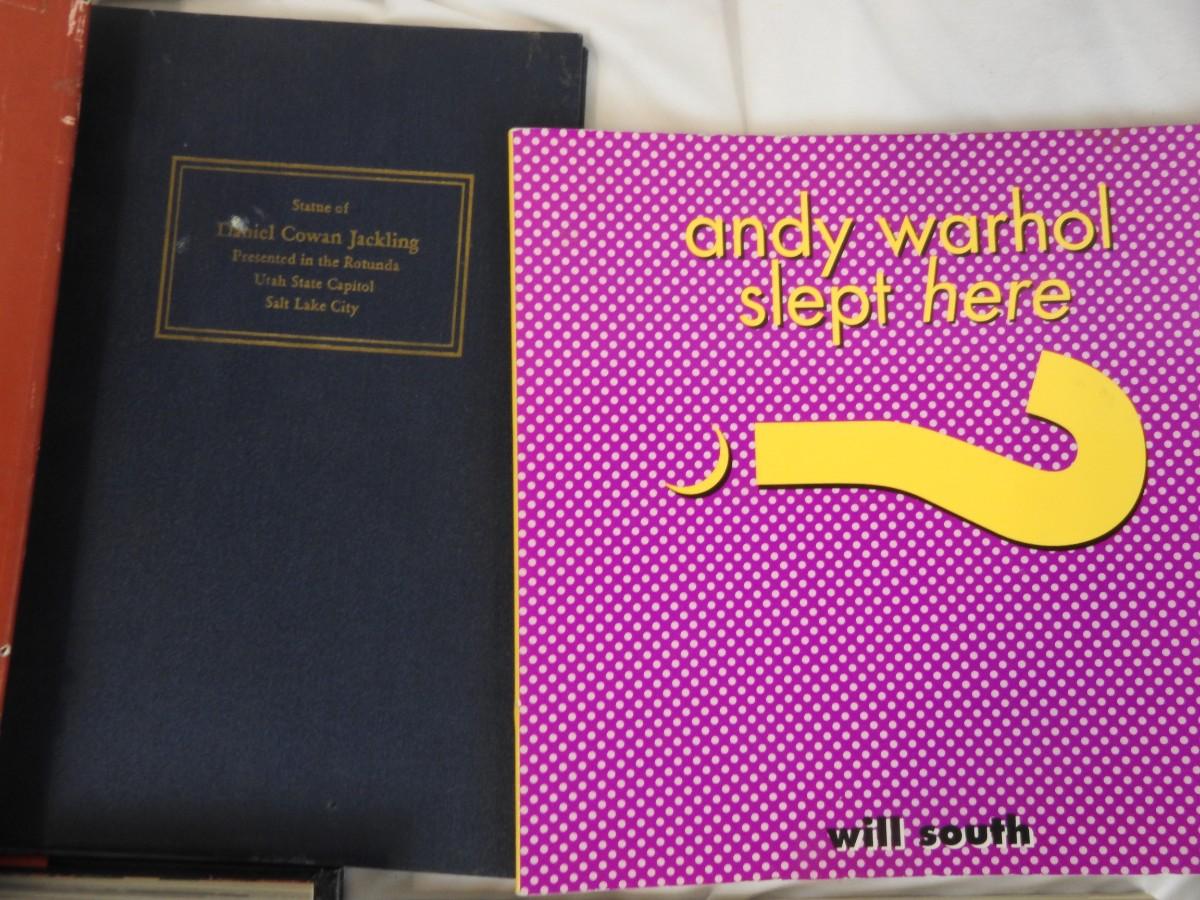 Statue of
Daniel Cowan Jackling
Presented in the Rotunda
Utah State Capitol
Salt Lake City
andy warhol
slept here
?
will south